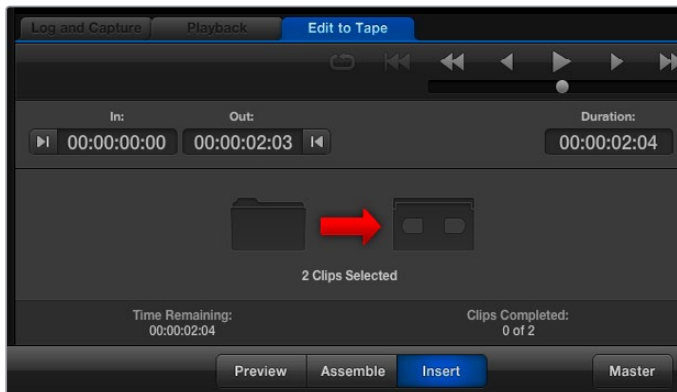 Log and Capture Playback Edit to Tape
In: Out: Duration:
00:00:00:00 00:00:02:03 00:00:02:04
2 Clips Selected
Time Remaining: Clips Completed:
00:00:02:04 0 of 2
Preview Assemble Insert Master